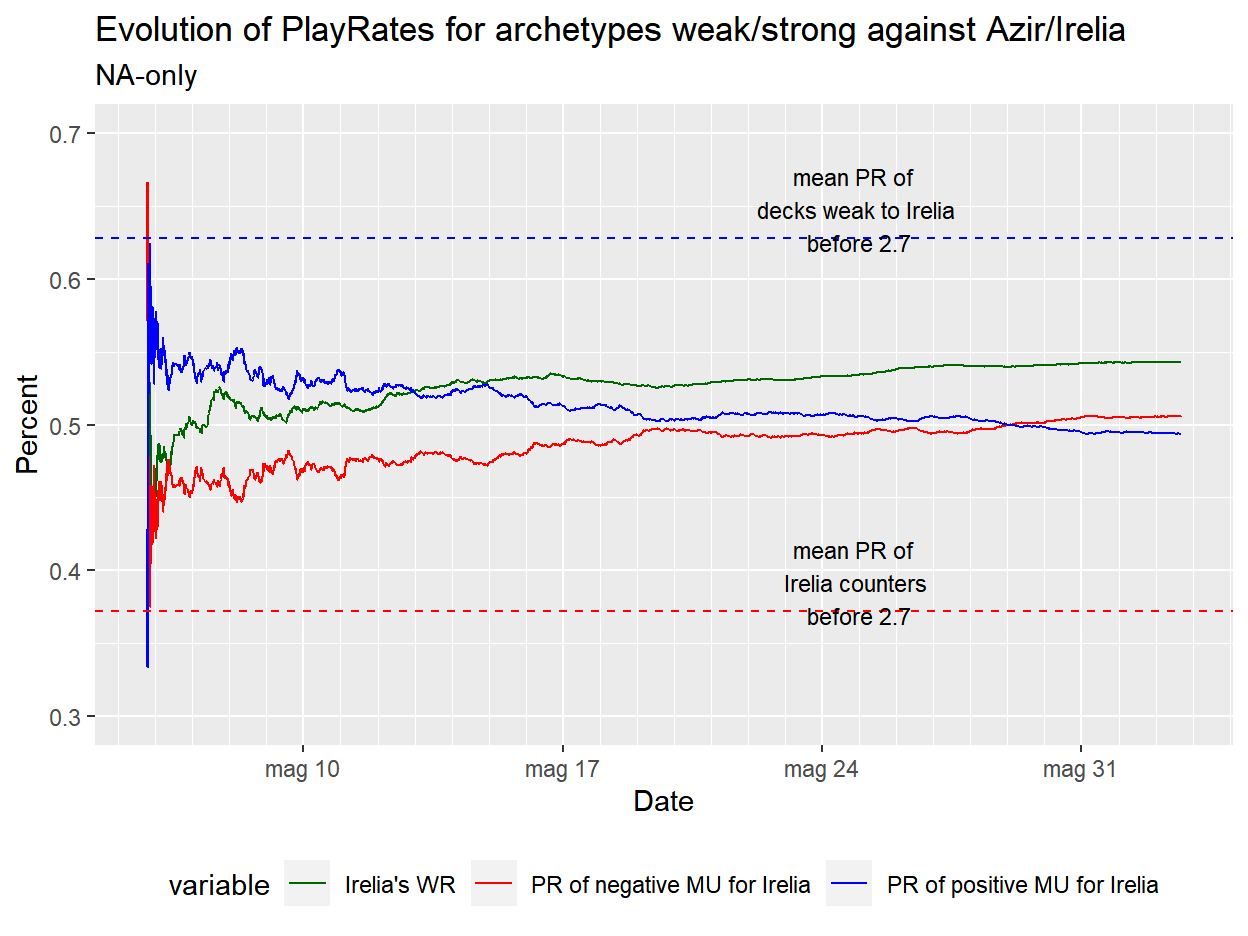 Evolution of PlayRates for archetypes weak/strong against Azir/Irelia
NA-only
0.7
0.6
0.5
0.4
0.3
Percent
mean PR of
decks weak to Irelia
before 2.7
mean PR of
Irelia counters
before 2.7
mag 10
mag 17
mag 24
mag 31
Date
variable
Irelia's WR
PR of negative MU for Irelia
PR of positive MU for Irelia